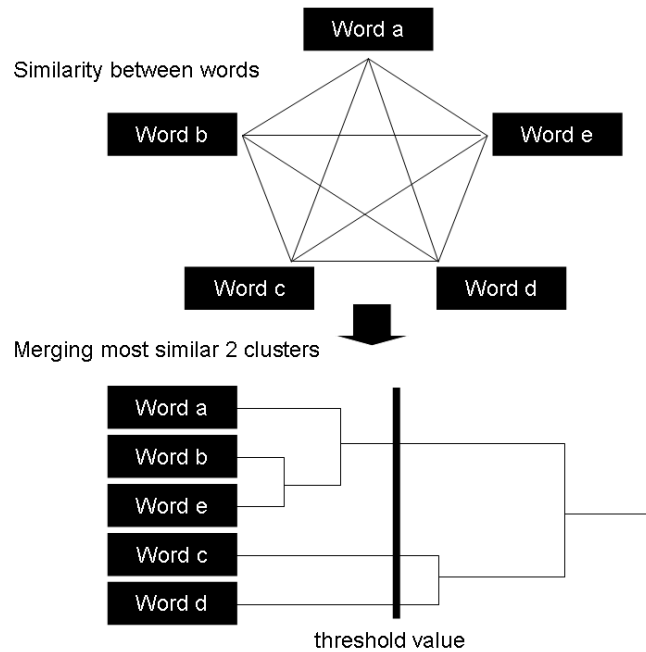 Word a
Similarity between words
Word b
Word e
Word c
Word d
Merging most similar 2 clusters
Word a
Word b
Word e
Word c
Word d
threshold value